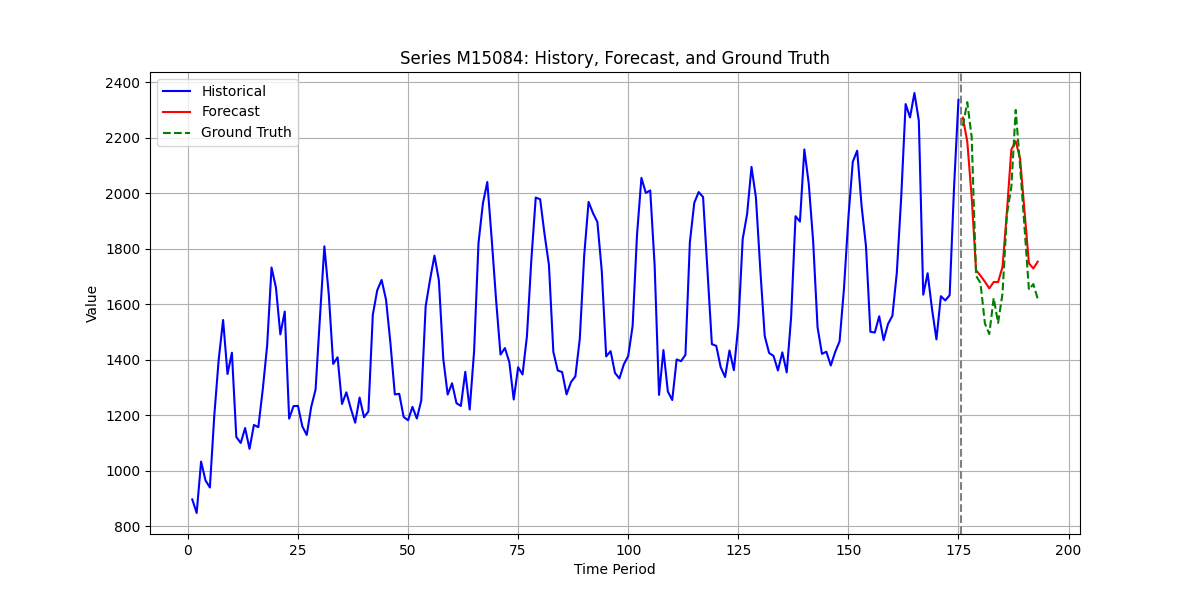 Series M15084: History, Forecast, and Ground Truth
Historical
Forecast
Ground Truth
2400
2200
2000
1800
1600
1400
1200
1000
800
Value
0 25 50 75 100 125 150 175 200
Time Period